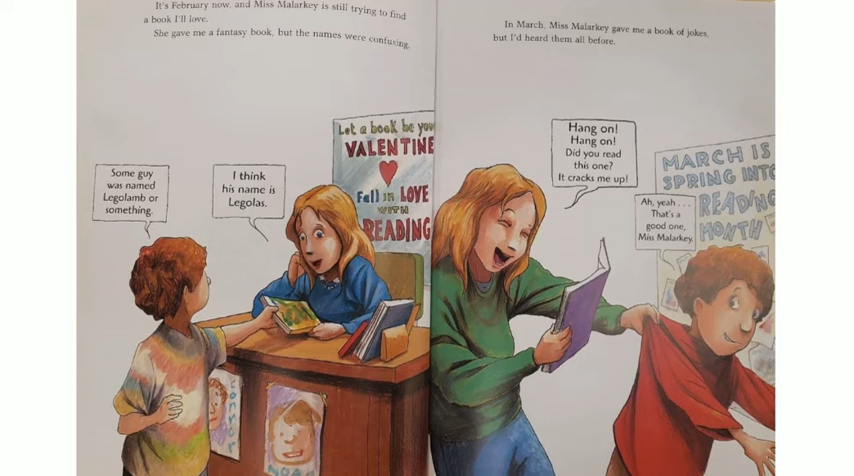 It's February now, and Miss Malarkey is still trying to find
a book I'll love.
She gave me a fantasy book, but the names were confusing.
Let a book be your
VALENTINE
Fall in LOVE
WITH
READING
Some guy
was named
Legolamb or
something.
I think
his name is
Legolas.
NOAH
In March, Miss Malarkey gave me a book of jokes,
but I'd heard them all before.
Hang on!
Hang on!
Did you read
this one?
It cracks me up!
MARCH IS
SPRING INTO
READING
MONTH
Ah, yeah . . .
That's a
good one,
Miss Malarkey.